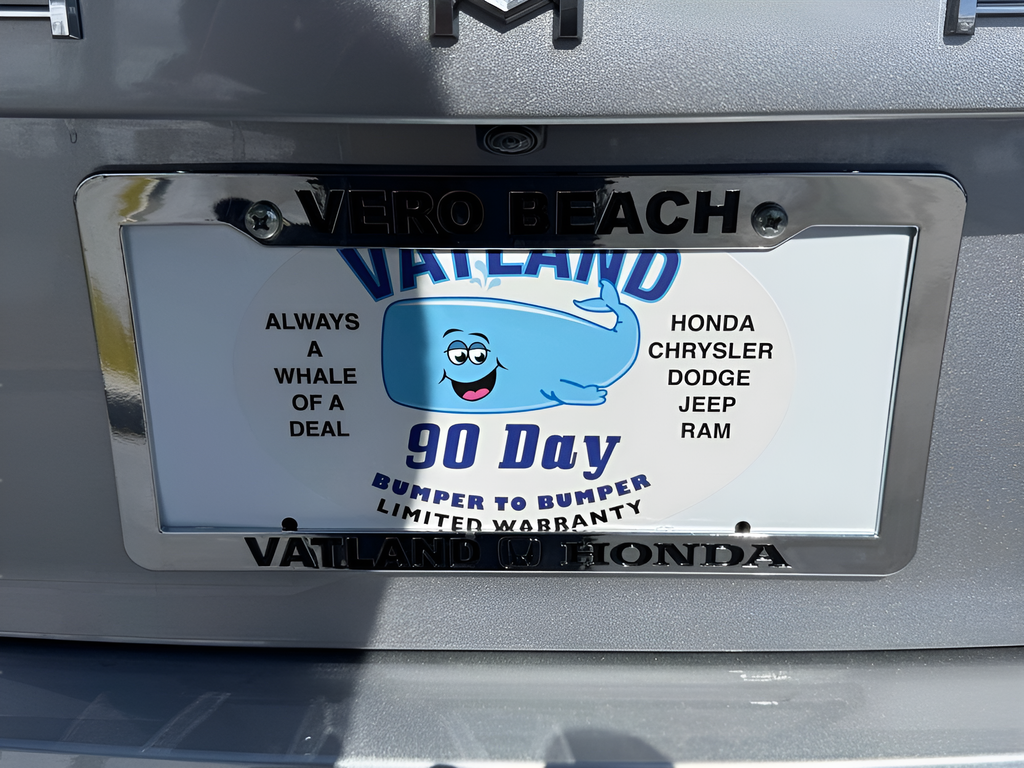 VERO BEACH
VATLAND
ALWAYS
A
WHALE
OF A
DEAL
HONDA
CHRYSLER
DODGE
JEEP
RAM
90 Day
BUMPER TO BUMPER
LIMITED WARRANTY
VATLAND HONDA